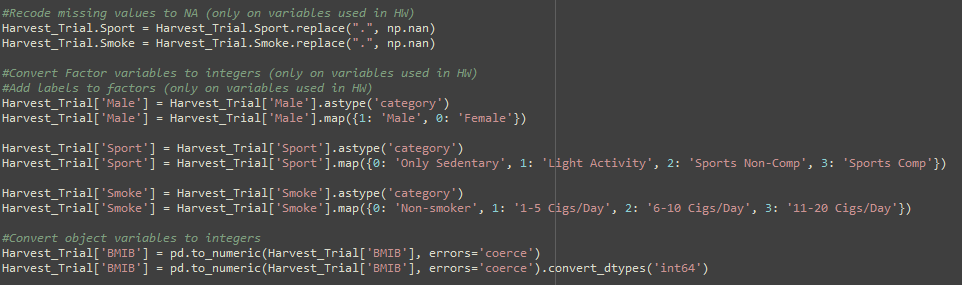 #Recode missing values to NA (only on variables used in HW)
Harvest_Trial.Sport = Harvest_Trial.Sport.replace(".", np.nan)
Harvest_Trial.Smoke = Harvest_Trial.Smoke.replace(".", np.nan)
#Convert Factor variables to integers (only on variables used in HW)
#Add labels to factors (only on variables used in HW)
Harvest_Trial['Male'] = Harvest_Trial['Male'].astype('category')
Harvest_Trial['Male'] = Harvest_Trial['Male'].map({1: 'Male', 0: 'Female'})
Harvest_Trial['Sport'] = Harvest_Trial['Sport'].astype('category')
Harvest_Trial['Sport'] = Harvest_Trial['Sport'].map({0: 'Only Sedentary', 1: 'Light Activity', 2: 'Sports Non-Comp', 3: 'Sports Comp'})
Harvest_Trial['Smoke'] = Harvest_Trial['Smoke'].astype('category')
Harvest_Trial['Smoke'] = Harvest_Trial['Smoke'].map({0: 'Non-smoker', 1: '1-5 Cigs/Day', 2: '6-10 Cigs/Day', 3: '11-20 Cigs/Day'})
#Convert object variables to integers
Harvest_Trial['BMIB'] = pd.to_numeric(Harvest_Trial['BMIB'], errors='coerce')
Harvest_Trial['BMIB'] = pd.to_numeric(Harvest_Trial['BMIB'], errors='coerce').convert_dtypes('int64')